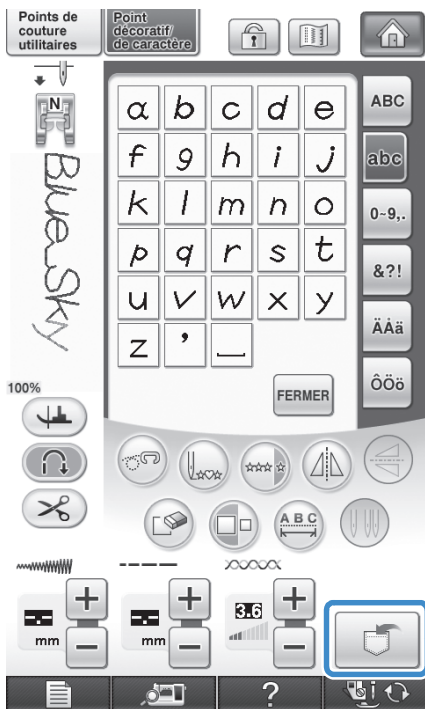 Points de
couture
utilitaires
Point
décoratif/
de caractère
N
Blue_Sky
100%
a b c d e
f g h i j
k l m n o
p q r s t
u v w x y
z ' _
FERMER
ABC
abc
0~9,.
&?!
ÄÅä
ÔÖö
ABC
+ + +
mm mm 3.6
- - -
?